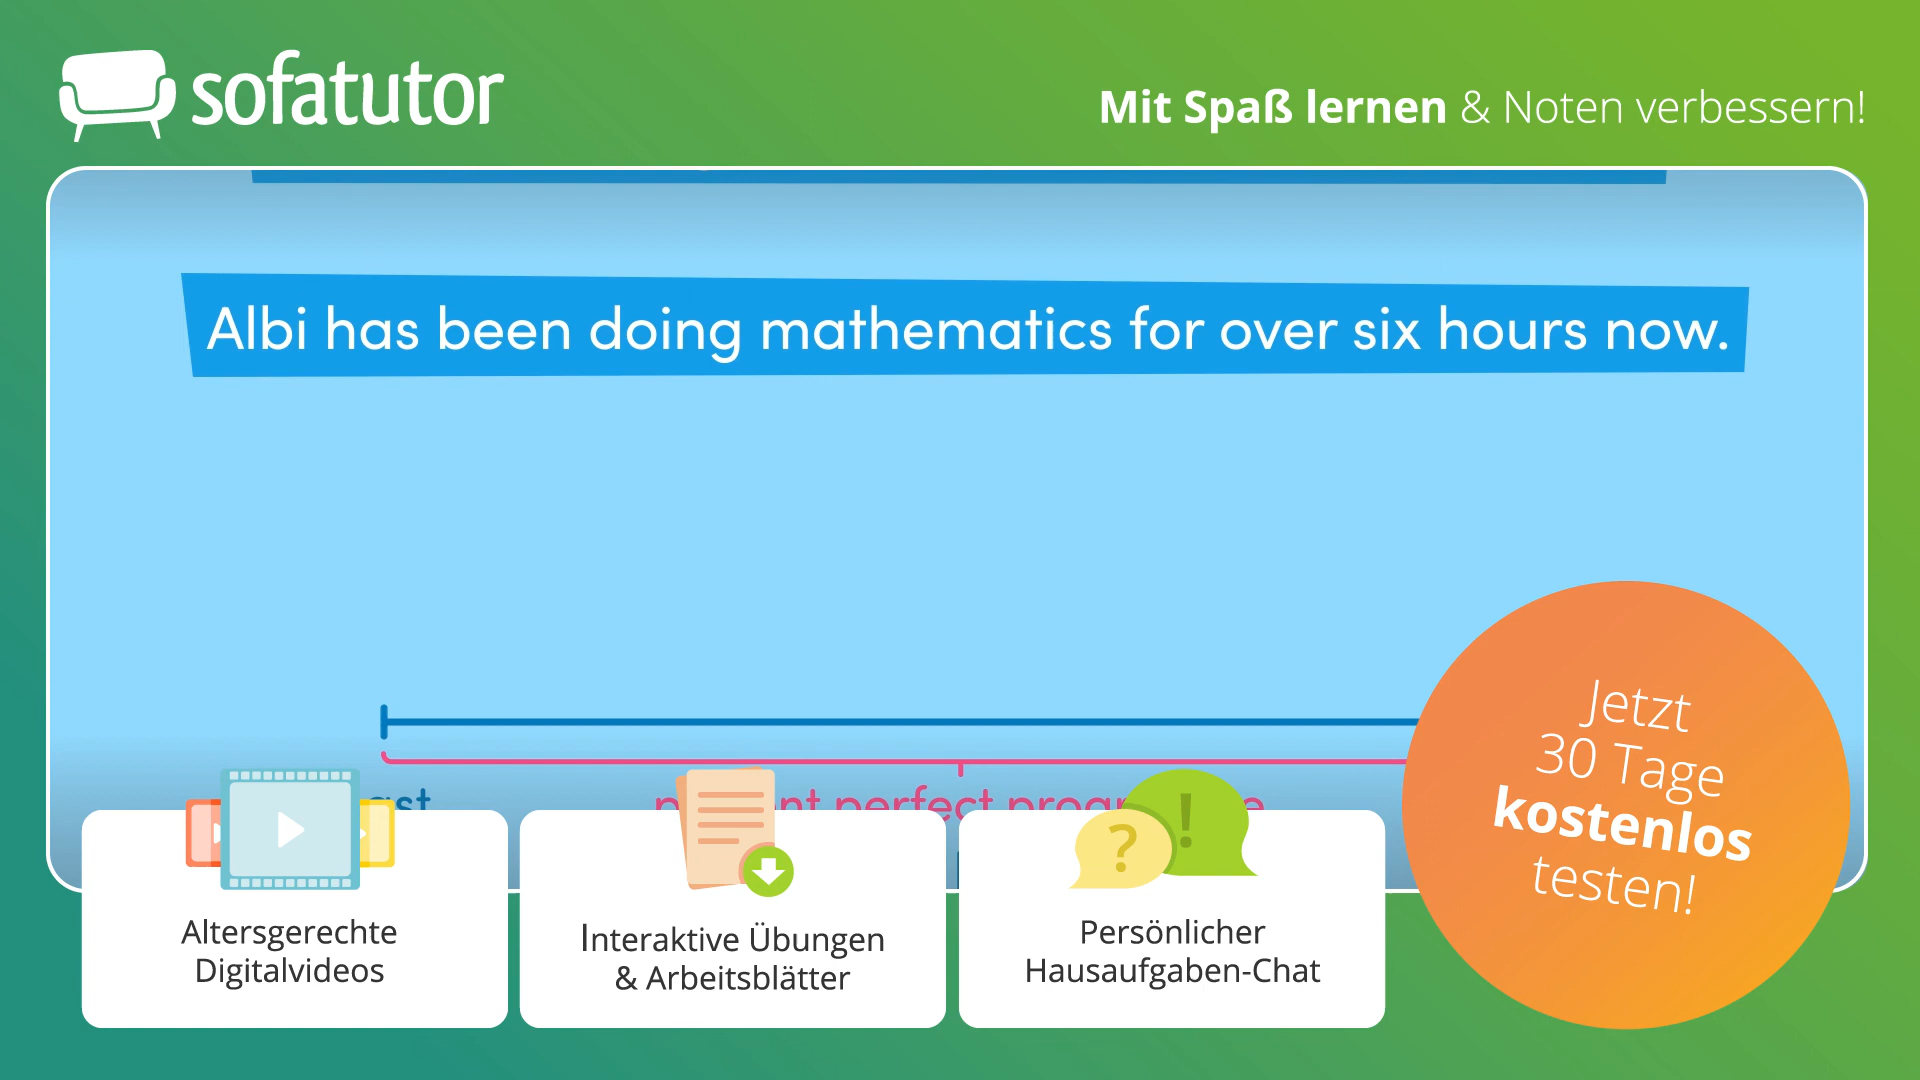 sofatutor
Mit Spaß lernen & Noten verbessern!
Albi has been doing mathematics for over six hours now.
perfect
Jetzt
30 Tage
kostenlos
testen!
?
!
Altersgerechte
Digitalvideos
Interaktive Übungen
& Arbeitsblätter
Persönlicher
Hausaufgaben-Chat